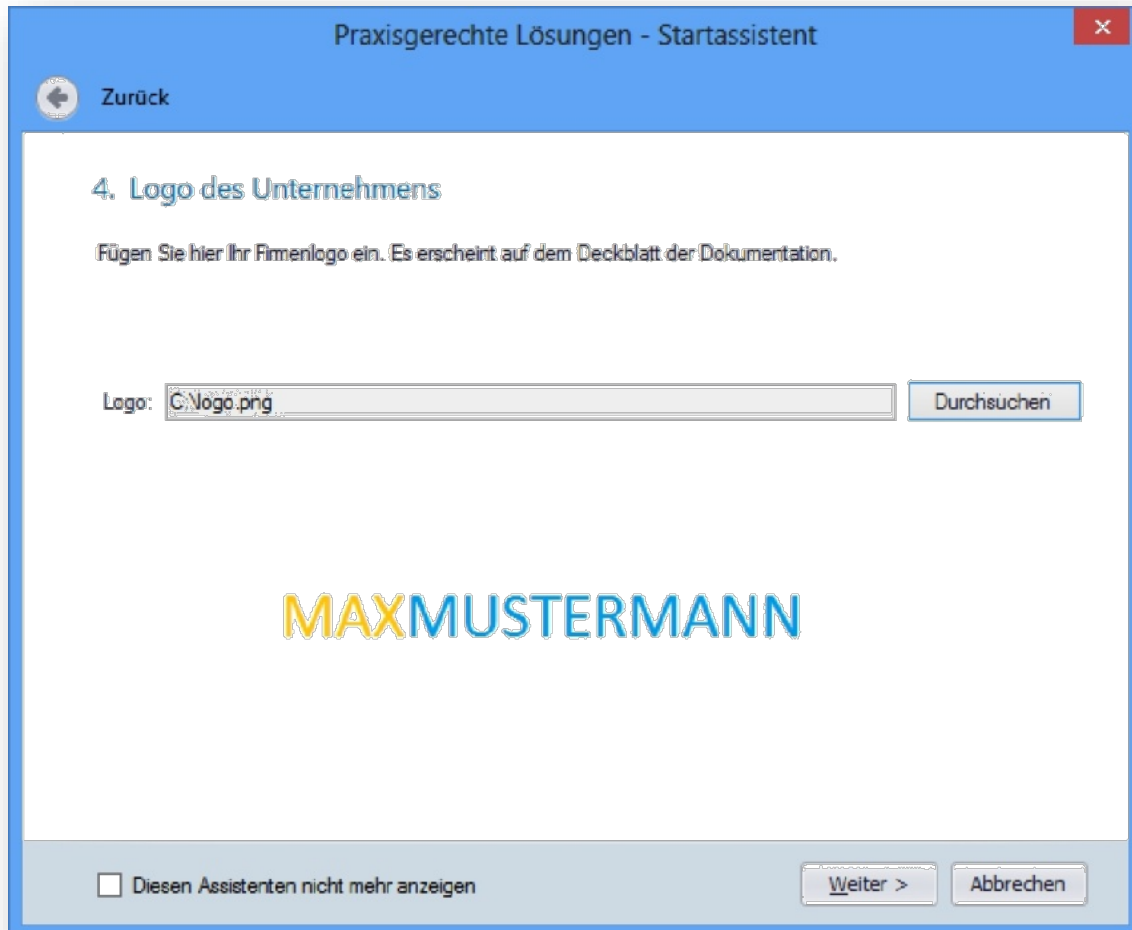 Praxisgerechte Lösungen - Startassistent
Zurück
4. Logo des Unternehmens
Fügen Sie hier Ihr Firmenlogo ein. Es erscheint auf dem Deckblatt der Dokumentation.
Logo: C:\logo.png Durchsuchen
MAXMUSTERMANN
Diesen Assistenten nicht mehr anzeigen Weiter > Abbrechen